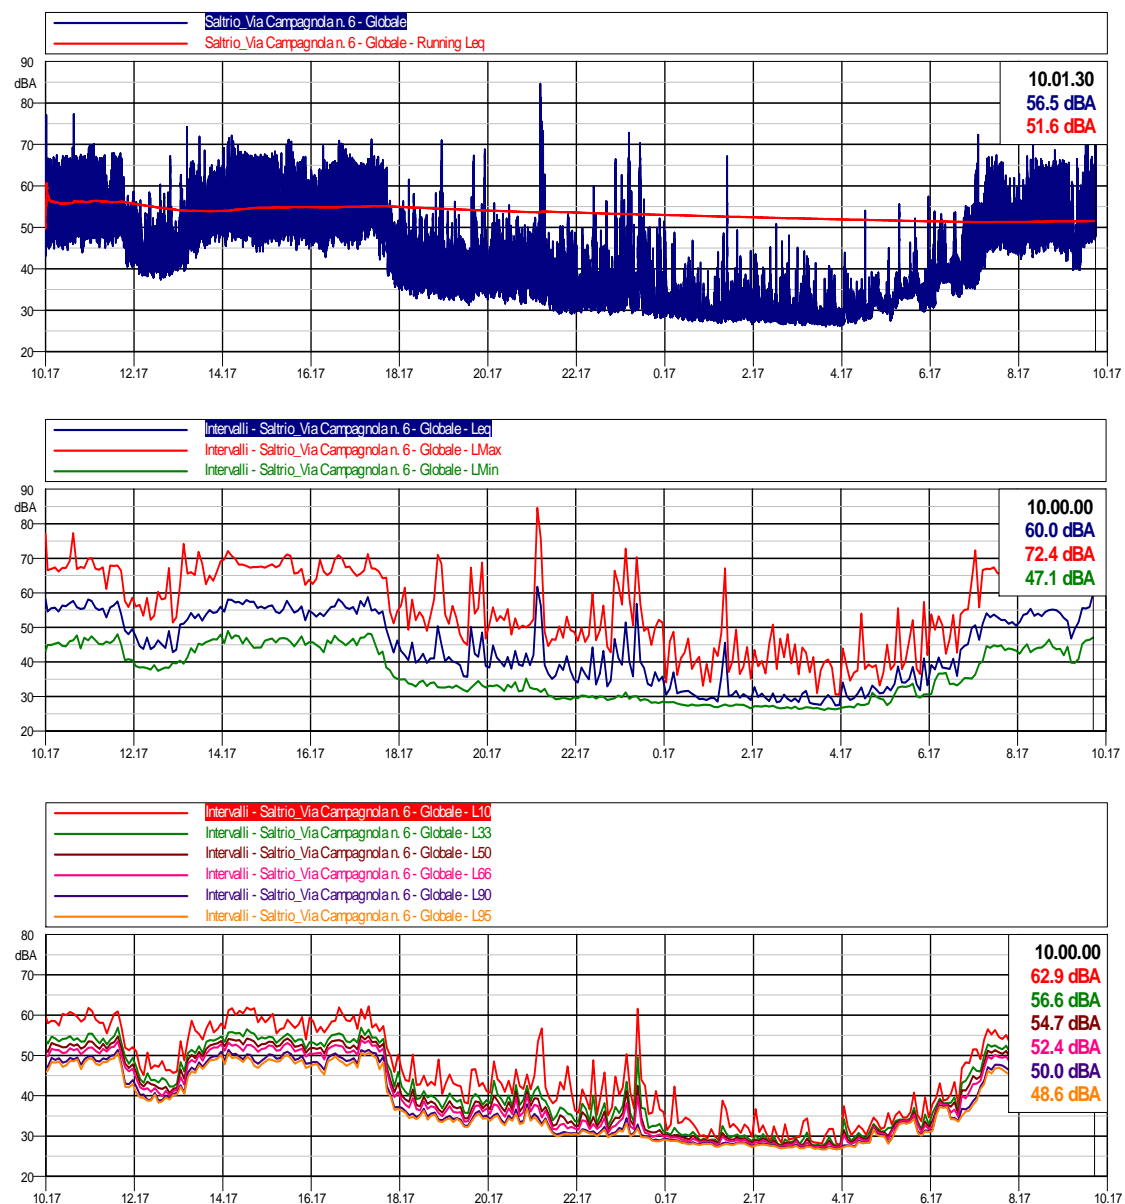 Saltrio_Via Campagnola n. 6 - Globale
Saltrio_Via Campagnola n. 6 - Globale - Running Leq
90
dBA
80
70
60
50
40
30
20
10.01.30
56.5 dBA
51.6 dBA
10.17 12.17 14.17 16.17 18.17 20.17 22.17 0.17 2.17 4.17 6.17 8.17 10.17
Intervalli - Saltrio_Via Campagnola n. 6 - Globale - Leq
Intervalli - Saltrio_Via Campagnola n. 6 - Globale - LMax
Intervalli - Saltrio_Via Campagnola n. 6 - Globale - LMin
90
dBA
80
70
60
50
40
30
20
10.00.00
60.0 dBA
72.4 dBA
47.1 dBA
10.17 12.17 14.17 16.17 18.17 20.17 22.17 0.17 2.17 4.17 6.17 8.17 10.17
Intervalli - Saltrio_Via Campagnola n. 6 - Globale - L10
Intervalli - Saltrio_Via Campagnola n. 6 - Globale - L33
Intervalli - Saltrio_Via Campagnola n. 6 - Globale - L50
Intervalli - Saltrio_Via Campagnola n. 6 - Globale - L66
Intervalli - Saltrio_Via Campagnola n. 6 - Globale - L90
Intervalli - Saltrio_Via Campagnola n. 6 - Globale - L95
80
dBA
70
60
50
40
30
20
10.00.00
62.9 dBA
56.6 dBA
54.7 dBA
52.4 dBA
50.0 dBA
48.6 dBA
10.17 12.17 14.17 16.17 18.17 20.17 22.17 0.17 2.17 4.17 6.17 8.17 10.17